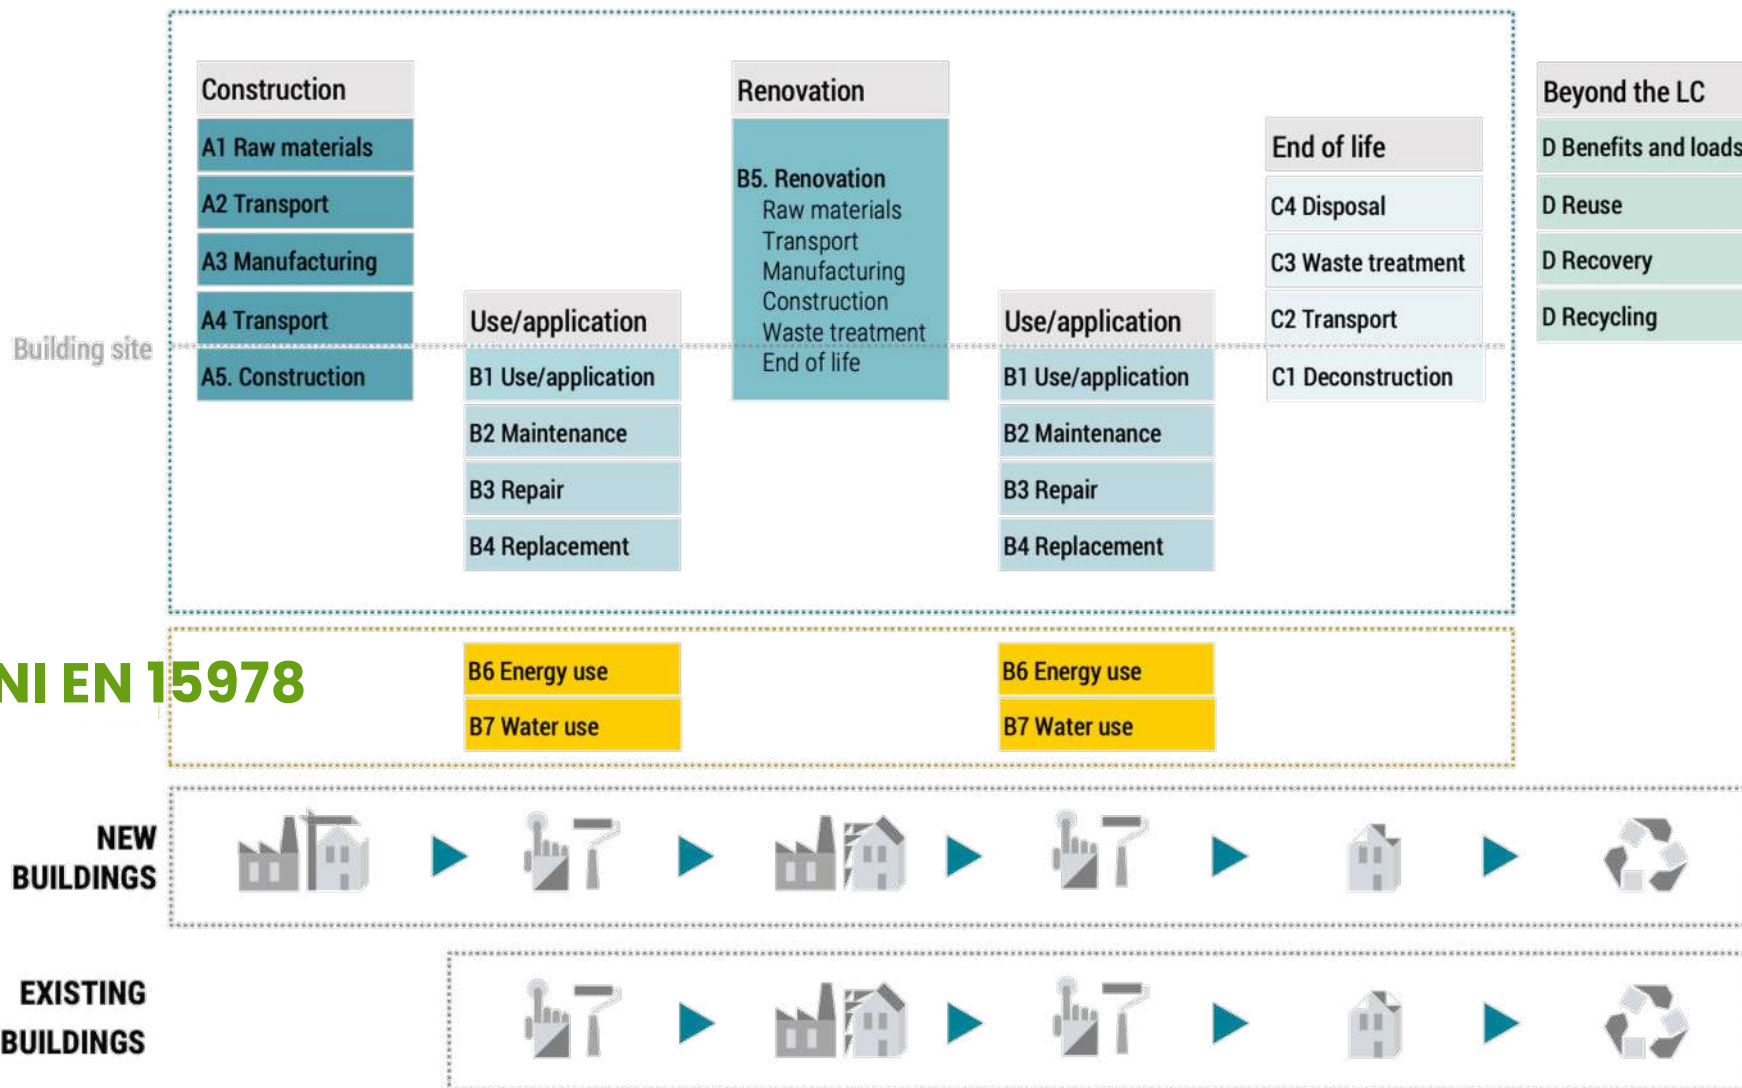 Construction
A1 Raw materials
A2 Transport
A3 Manufacturing
A4 Transport
A5. Construction
Building site
Use/application
B1 Use/application
B2 Maintenance
B3 Repair
B4 Replacement
Renovation
B5. Renovation
Raw materials
Transport
Manufacturing
Construction
Waste treatment
End of life
Use/application
B1 Use/application
B2 Maintenance
B3 Repair
B4 Replacement
End of life
C4 Disposal
C3 Waste treatment
C2 Transport
C1 Deconstruction
Beyond the LC
D Benefits and loads
D Reuse
D Recovery
D Recycling
NI EN 15978
B6 Energy use
B7 Water use
B6 Energy use
B7 Water use
NEW
BUILDINGS
EXISTING
BUILDINGS